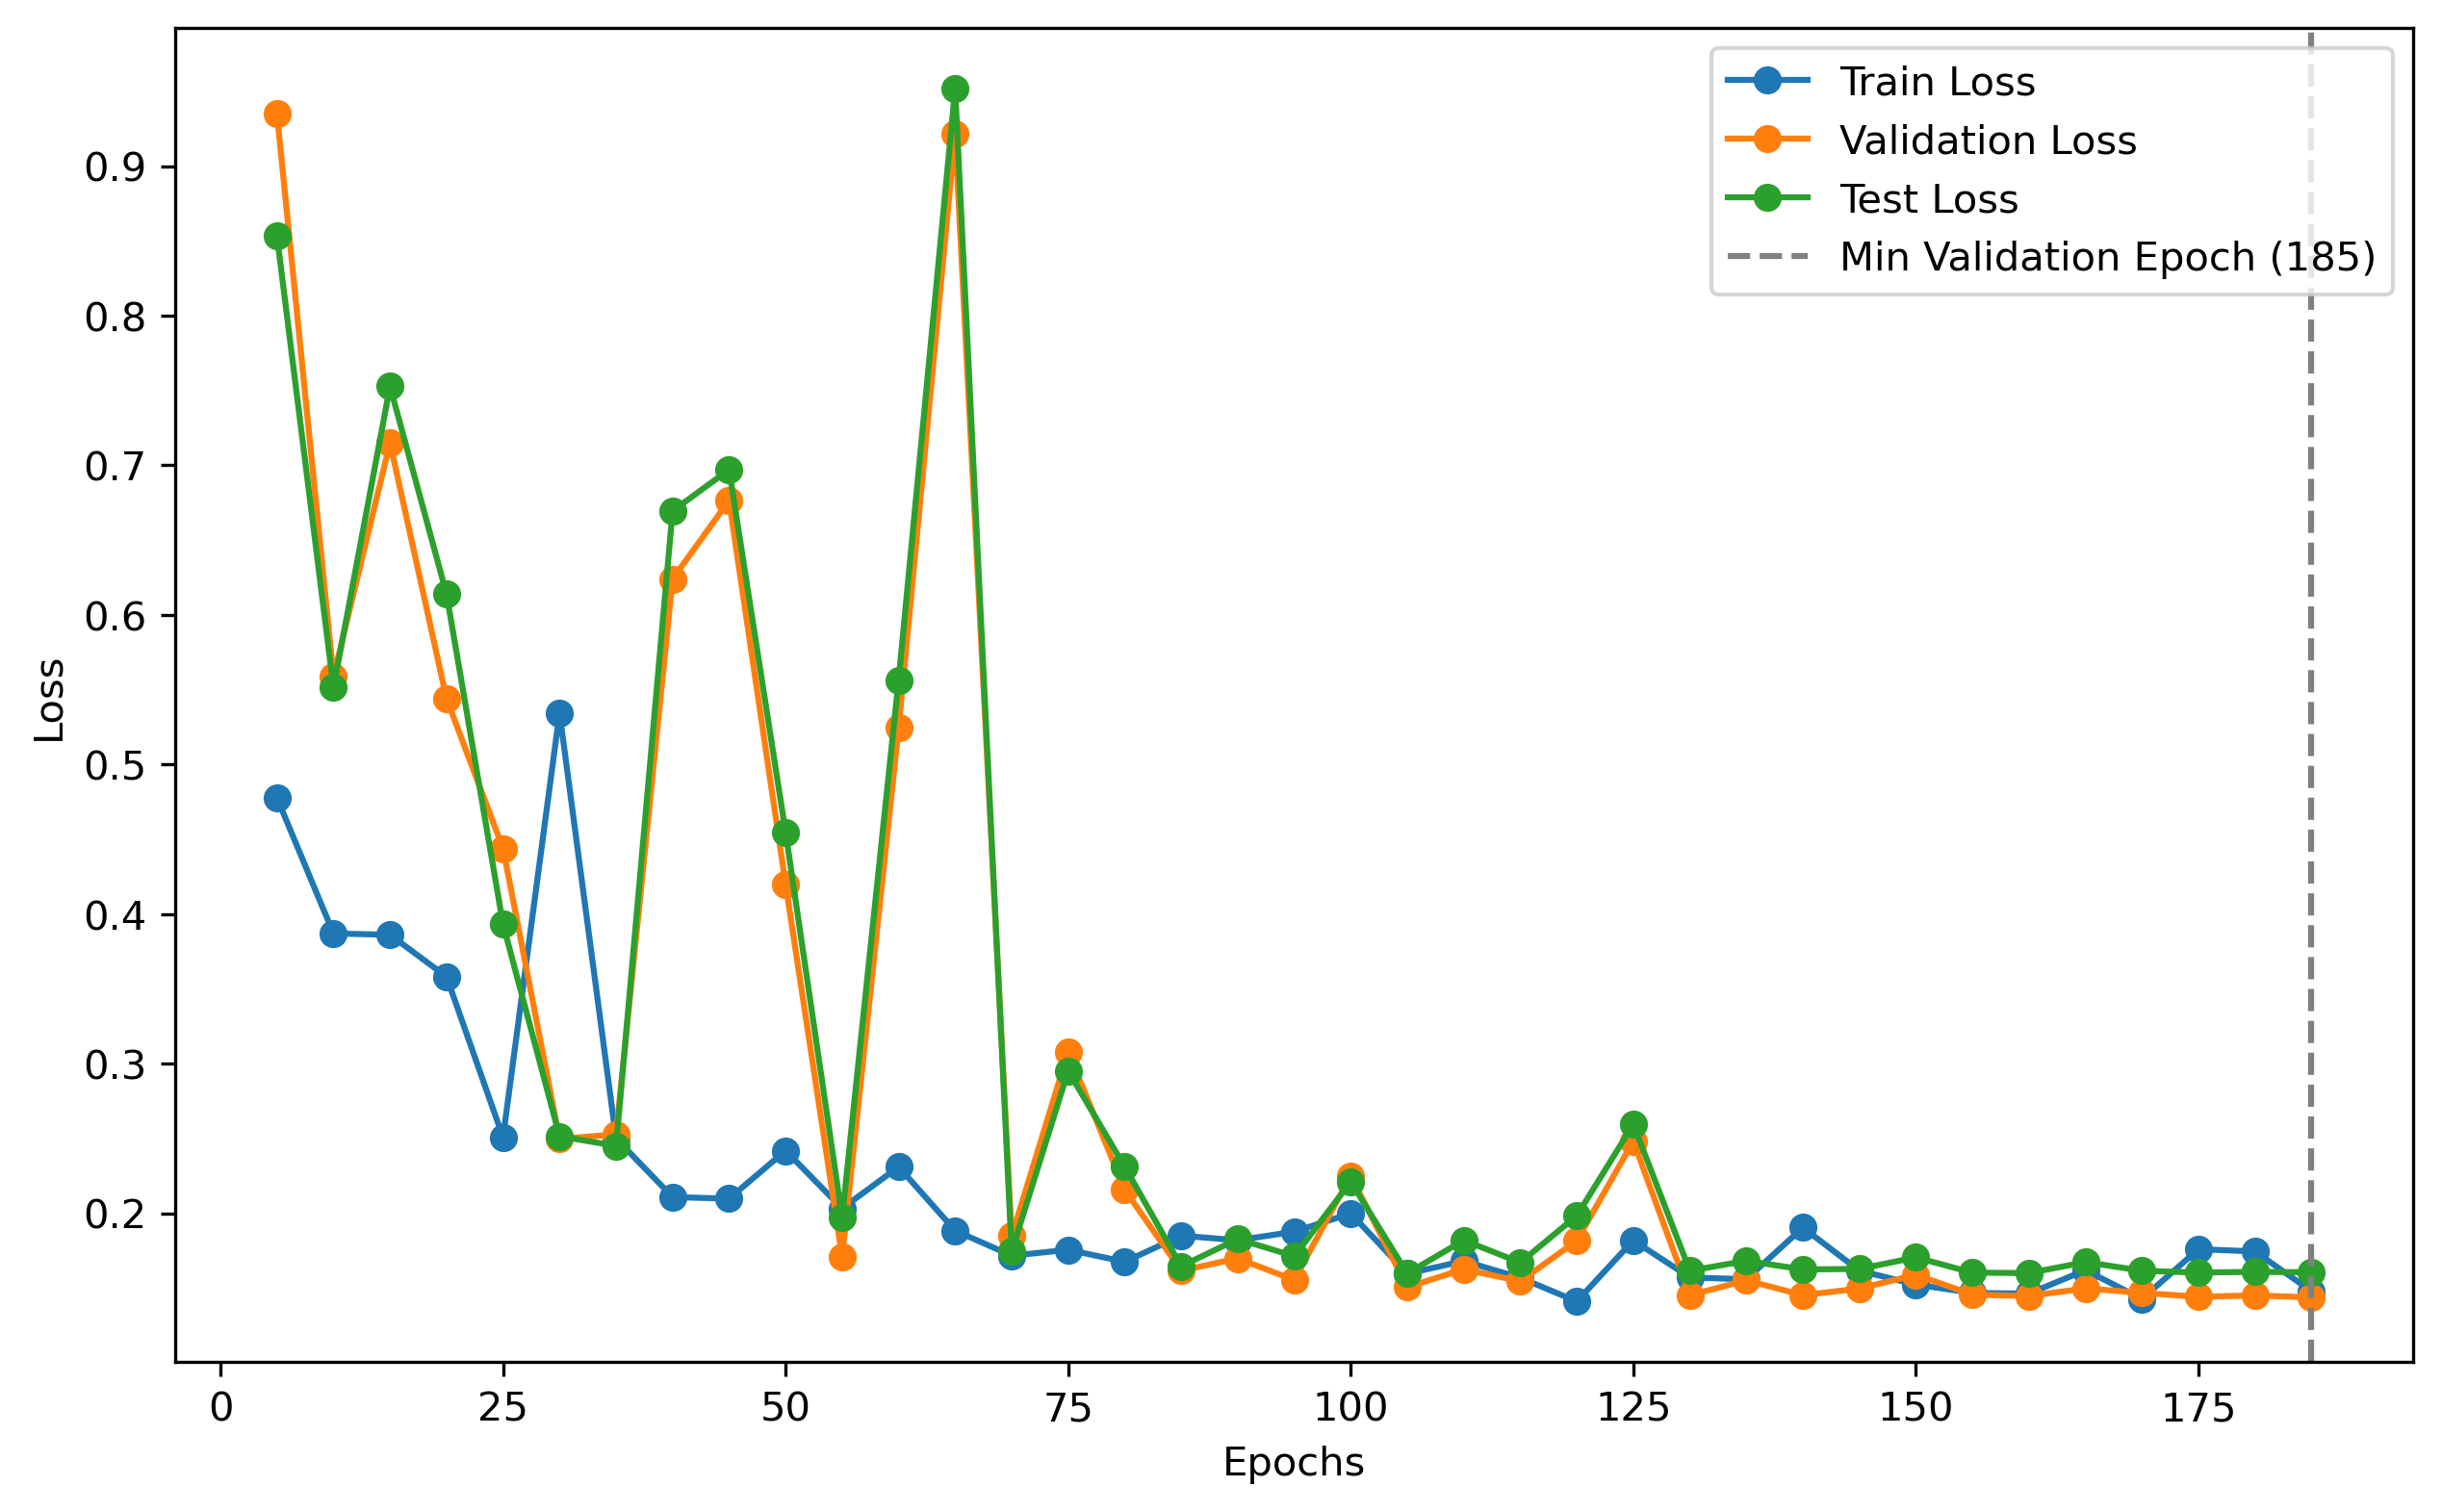 Train Loss
Validation Loss
Test Loss
Min Validation Epoch (185)
0.9
0.8
0.7
0.6
0.5
0.4
0.3
0.2
Loss
0 25 50 75 100 125 150 175
Epochs